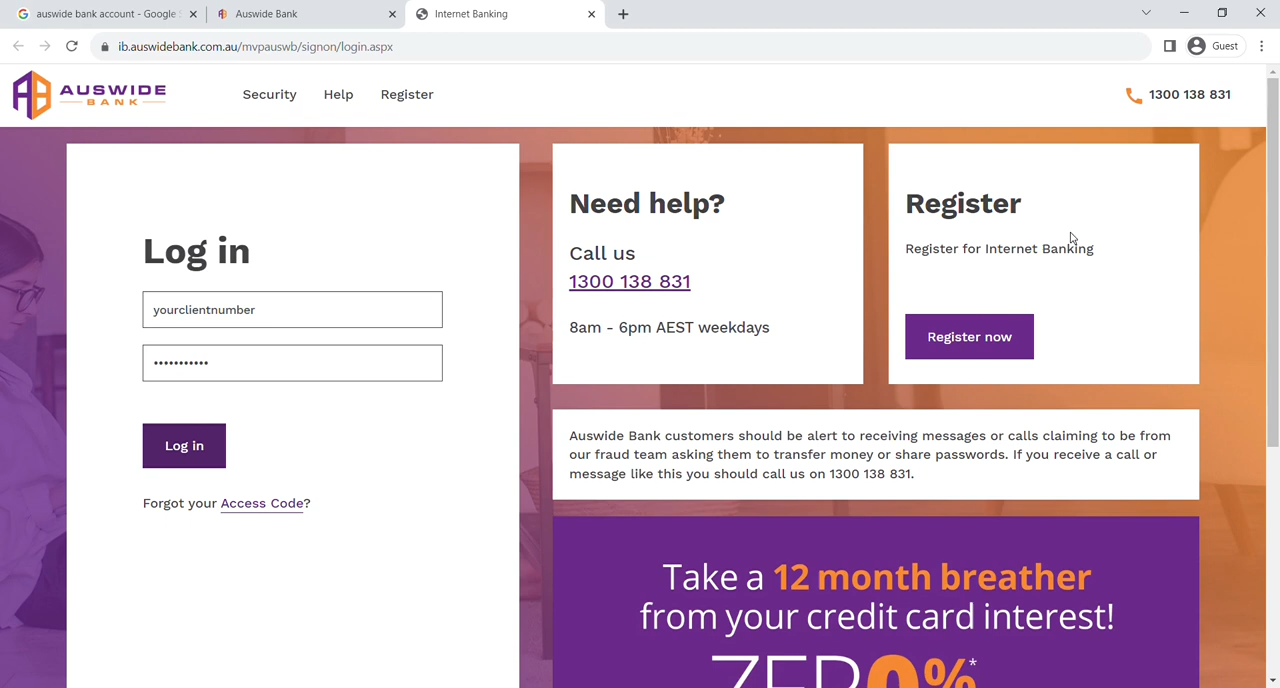 auswide bank account - Google
Auswide Bank
Internet Banking
ib.auswidebank.com.au/mvpauswb/signon/login.aspx
Guest
AUSWIDE
BANK
Security
Help
Register
1300 138 831
Log in
yourclientnumber
•••••••••••
Log in
Forgot your Access Code?
Need help?
Call us
1300 138 831
8am - 6pm AEST weekdays
Register
Register for Internet Banking
Register now
Auswide Bank customers should be alert to receiving messages or calls claiming to be from
our fraud team asking them to transfer money or share passwords. If you receive a call or
message like this you should call us on 1300 138 831.
Take a 12 month breather
from your credit card interest!
ZERO%*